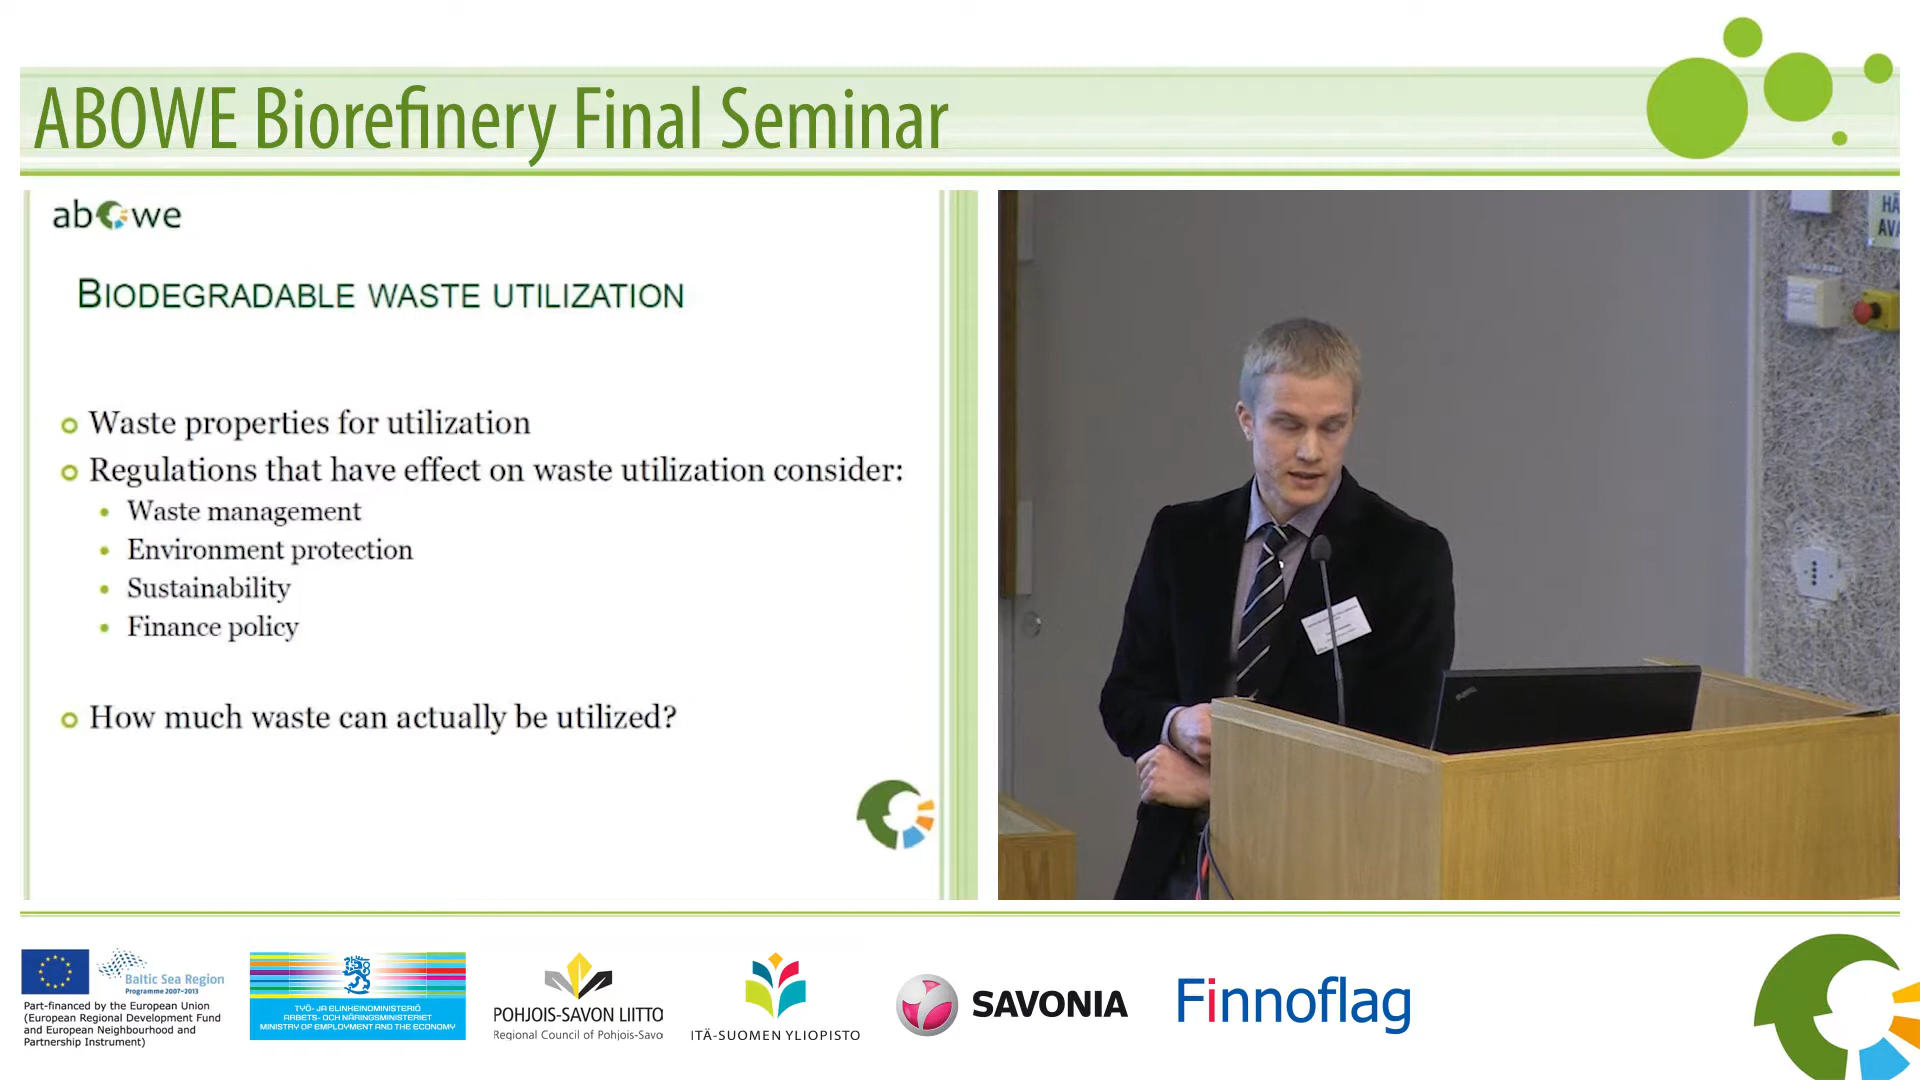 ABOWE Biorefinery Final Seminar
abowe
BIODEGRADABLE WASTE UTILIZATION
Waste properties for utilization
Regulations that have effect on waste utilization consider:
Waste management
Environment protection
Sustainability
Finance policy
How much waste can actually be utilized?
HÄ
AVA
Baltic Sea Region
Programme 2007-2013
Part-financed by the European Union
(European Regional Development Fund
and European Neighbourhood and
Partnership Instrument)
TYÖ- JA ELINKEINOMINISTERIÖ
ARBETS- OCH NÄRINGSMINISTERIET
MINISTRY OF EMPLOYMENT AND THE ECONOMY
POHJOIS-SAVON LIITTO
Regional Council of Pohjois-Savo
ITÄ-SUOMEN YLIOPISTO
SAVONIA
Finnoflag